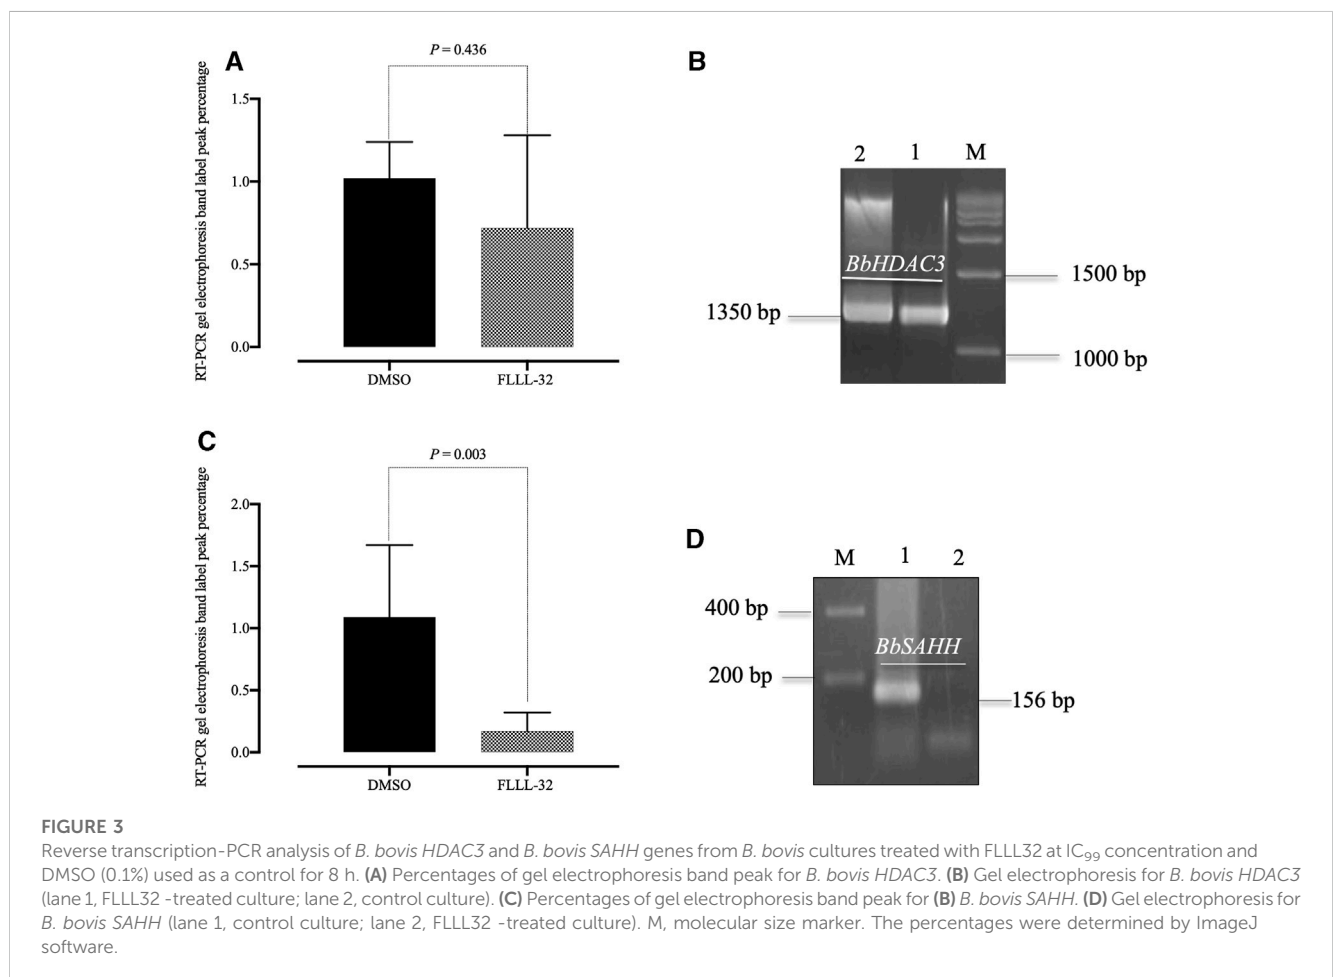 A
P = 0.436
RT-PCR gel electrophoresis band label peak percentage
1.5
1.0
0.5
0.0
DMSO
FLLL-32
B
2 1 M
BbHDAC3
1350 bp
1500 bp
1000 bp
C
P = 0.003
RT-PCR gel electrophoresis band label peak percentage
2.0
1.5
1.0
0.5
0.0
DMSO
FLLL-32
D
M 1 2
400 bp
BbSAHH
200 bp
156 bp
FIGURE 3
Reverse transcription-PCR analysis of B. bovis HDAC3 and B. bovis SAHH genes from B. bovis cultures treated with FLLL32 at IC99 concentration and
DMSO (0.1%) used as a control for 8 h. (A) Percentages of gel electrophoresis band peak for B. bovis HDAC3. (B) Gel electrophoresis for B. bovis HDAC3
(lane 1, FLLL32 -treated culture; lane 2, control culture). (C) Percentages of gel electrophoresis band peak for (B) B. bovis SAHH. (D) Gel electrophoresis for
B. bovis SAHH (lane 1, control culture; lane 2, FLLL32 -treated culture). M, molecular size marker. The percentages were determined by ImageJ
software.